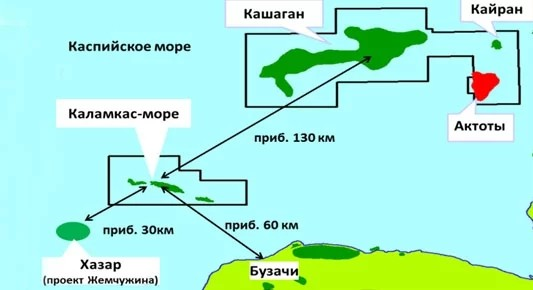 Кашаган
Кайран
Каспийское море
Каламкас-море
Актоты
приб. 130 км
приб. 30км
приб. 60 км
Хазар
(проект Жемчужина)
Бузачи